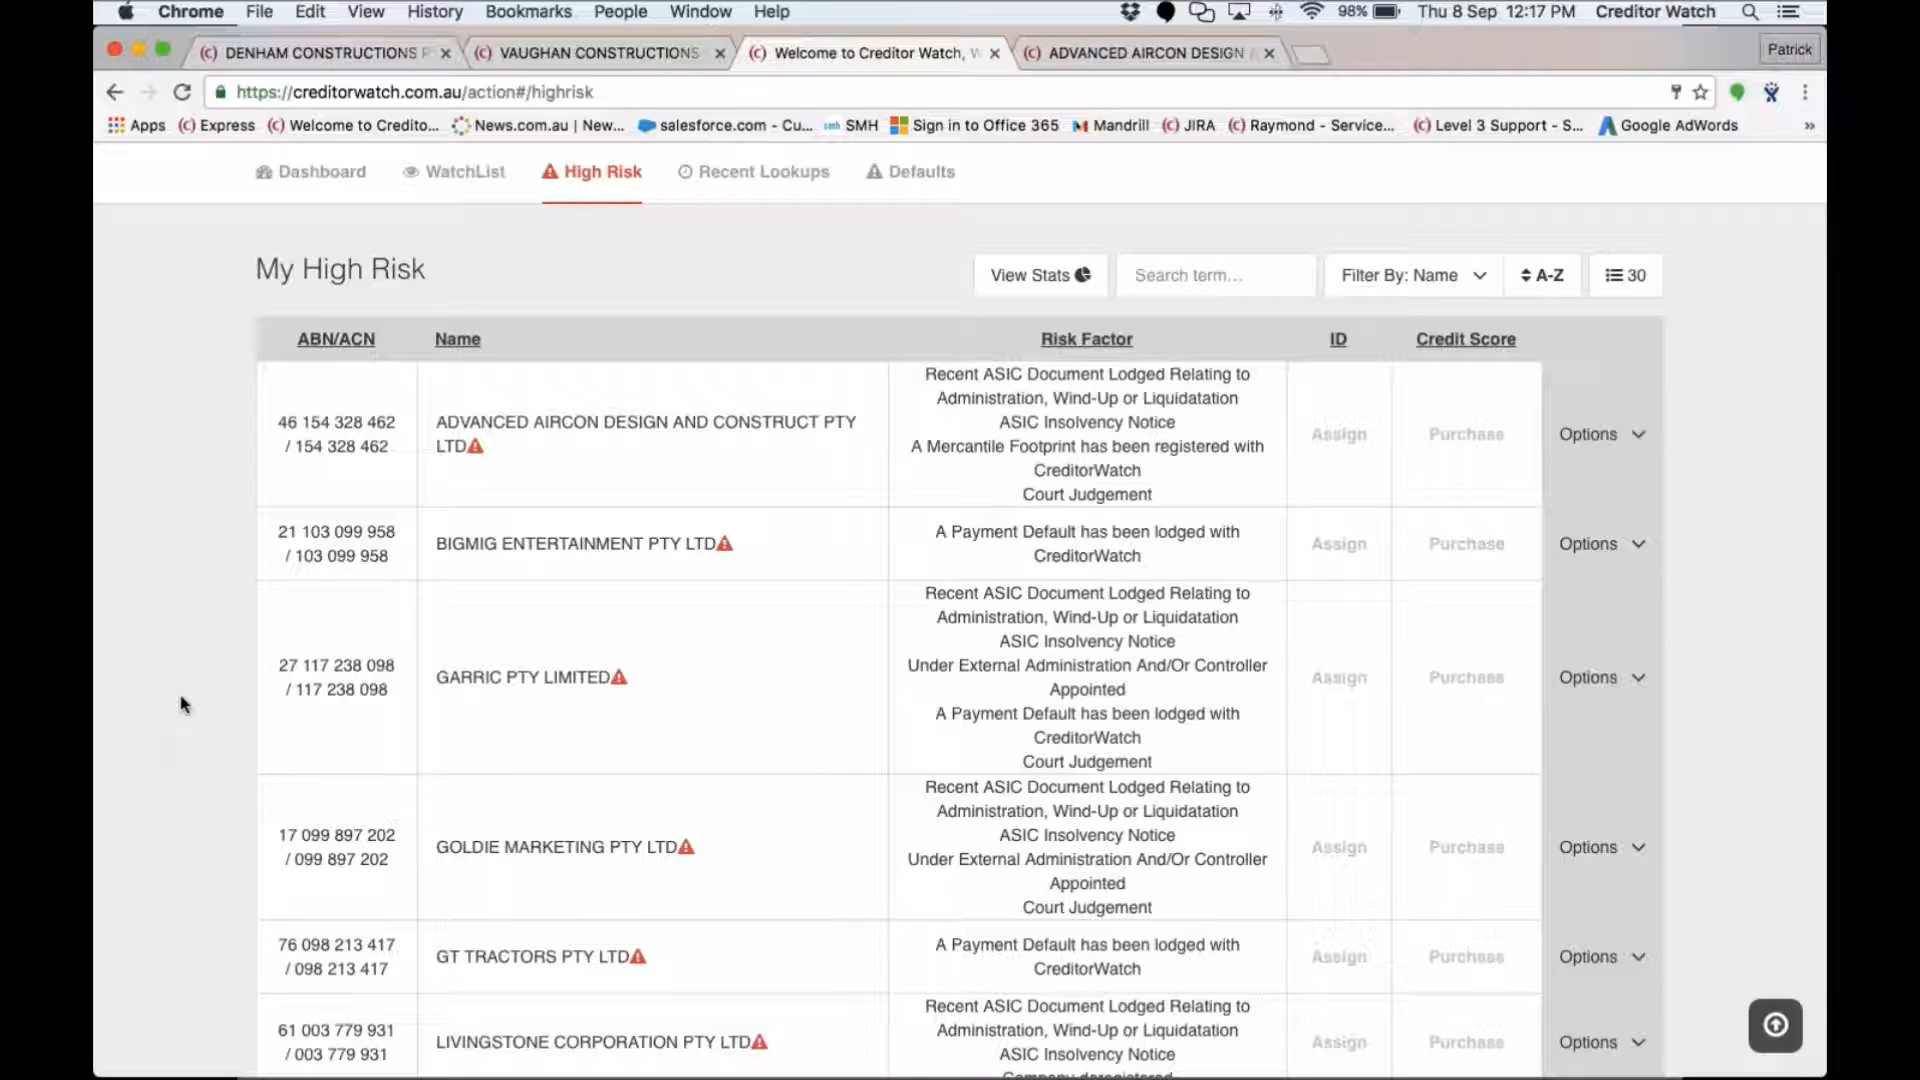 Chrome File Edit View History Bookmarks People Window Help 98% Thu 8 Sep 12:17 PM Creditor Watch
(c) DENHAM CONSTRUCTIONS (c) VAUGHAN CONSTRUCTIONS (c) Welcome to Creditor Watch, (c) ADVANCED AIRCON DESIGN Patrick
https://creditorwatch.com.au/action#/highrisk
Apps (c) Express (c) Welcome to Credito... News.com.au | New... salesforce.com - Cu... smh SMH Sign in to Office 365 Mandrill (c) JIRA (c) Raymond - Service... (c) Level 3 Support - S... Google AdWords »
Dashboard WatchList High Risk Recent Lookups Defaults
My High Risk
View Stats Search term... Filter By: Name A-Z 30
ABN/ACN Name Risk Factor ID Credit Score
46 154 328 462
/ 154 328 462
ADVANCED AIRCON DESIGN AND CONSTRUCT PTY
LTD
Recent ASIC Document Lodged Relating to
Administration, Wind-Up or Liquidatation
ASIC Insolvency Notice
A Mercantile Footprint has been registered with
CreditorWatch
Court Judgement
Assign Purchase Options
21 103 099 958
/ 103 099 958
BIGMIG ENTERTAINMENT PTY LTD
A Payment Default has been lodged with
CreditorWatch
Assign Purchase Options
27 117 238 098
/ 117 238 098
GARRIC PTY LIMITED
Recent ASIC Document Lodged Relating to
Administration, Wind-Up or Liquidatation
ASIC Insolvency Notice
Under External Administration And/Or Controller
Appointed
A Payment Default has been lodged with
CreditorWatch
Court Judgement
Assign Purchase Options
17 099 897 202
/ 099 897 202
GOLDIE MARKETING PTY LTD
Recent ASIC Document Lodged Relating to
Administration, Wind-Up or Liquidatation
ASIC Insolvency Notice
Under External Administration And/Or Controller
Appointed
Court Judgement
Assign Purchase Options
76 098 213 417
/ 098 213 417
GT TRACTORS PTY LTD
A Payment Default has been lodged with
CreditorWatch
Assign Purchase Options
61 003 779 931
/ 003 779 931
LIVINGSTONE CORPORATION PTY LTD
Recent ASIC Document Lodged Relating to
Administration, Wind-Up or Liquidatation
ASIC Insolvency Notice
Assign Purchase Options